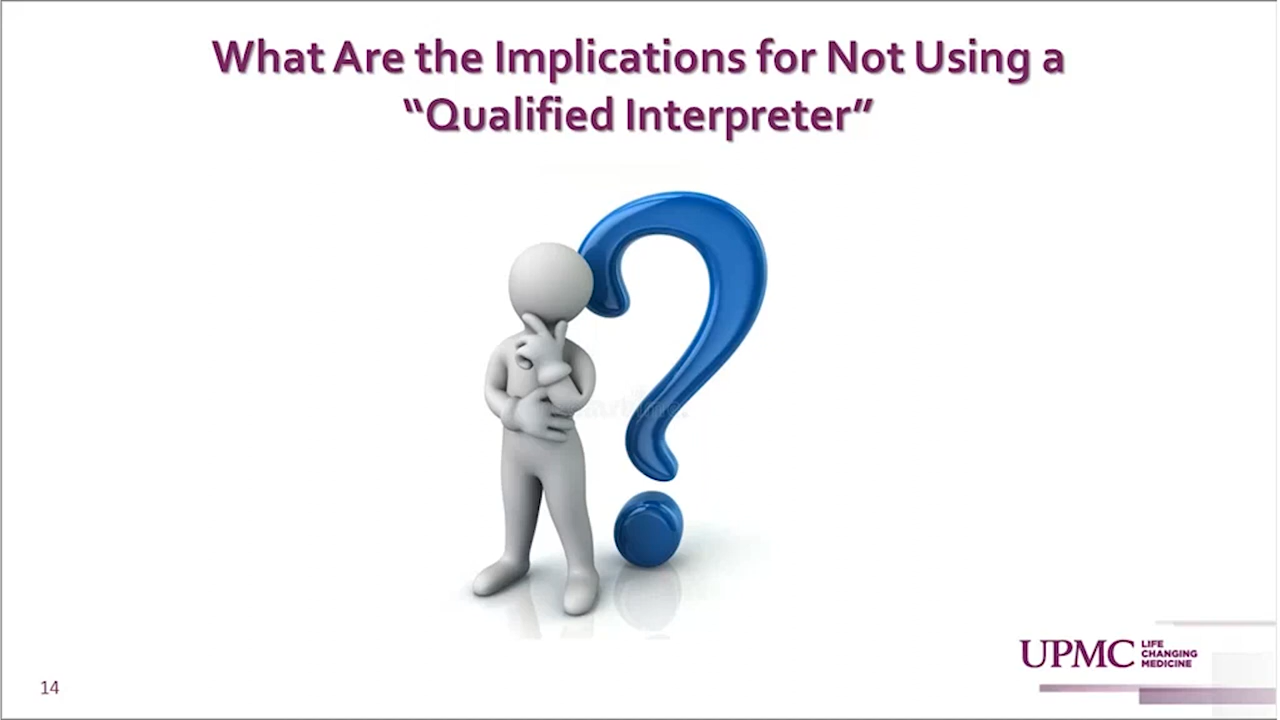 What Are the Implications for Not Using a
“Qualified Interpreter”
UPMC
LIFE
CHANGING
MEDICINE
14